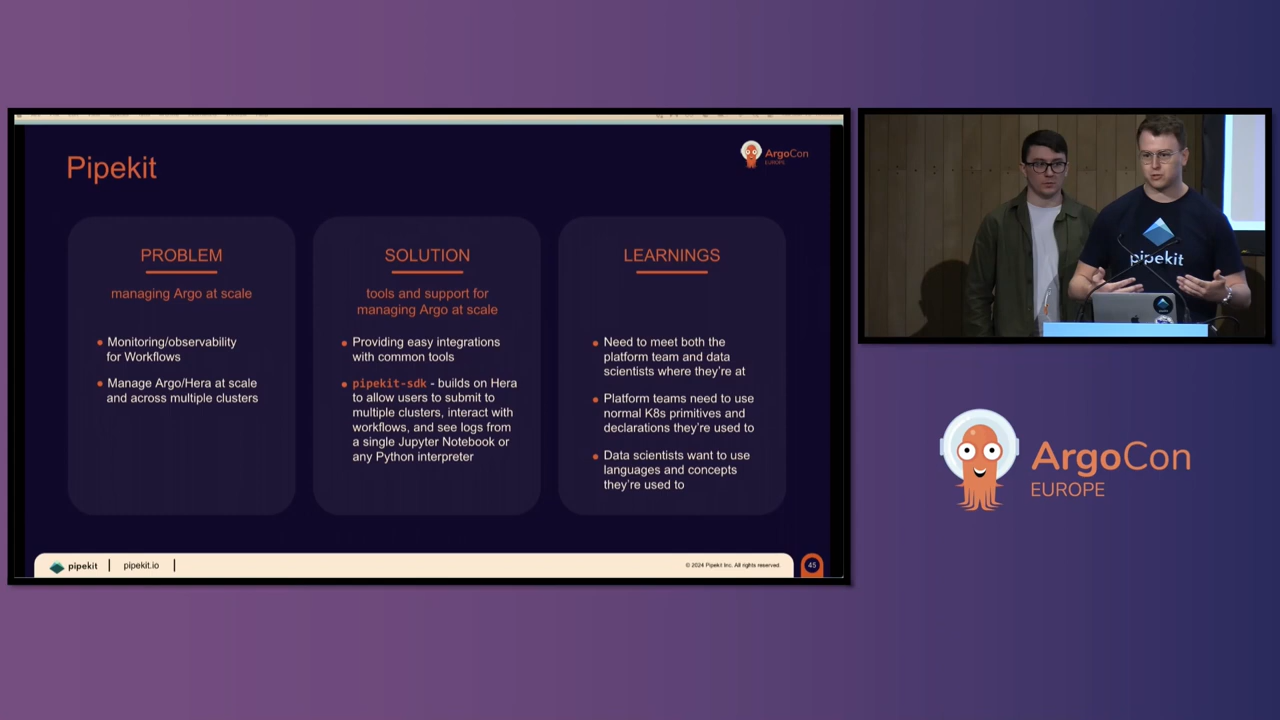 Pipekit
ArgoCon
EUROPE
PROBLEM
managing Argo at scale
• Monitoring/observability
for Workflows
• Manage Argo/Hera at scale
and across multiple clusters
SOLUTION
tools and support for
managing Argo at scale
• Providing easy integrations
with common tools
• pipekit-sdk - builds on Hera
to allow users to submit to
multiple clusters, interact with
workflows, and see logs from
a single Jupyter Notebook or
any Python interpreter
LEARNINGS
• Need to meet both the
platform team and data
scientists where they're at
• Platform teams need to use
normal K8s primitives and
declarations they're used to
• Data scientists want to use
languages and concepts
they're used to
pipekit | pipekit.io |
© 2024 Pipekit Inc. All rights reserved.
45
pipekit
ArgoCon
EUROPE